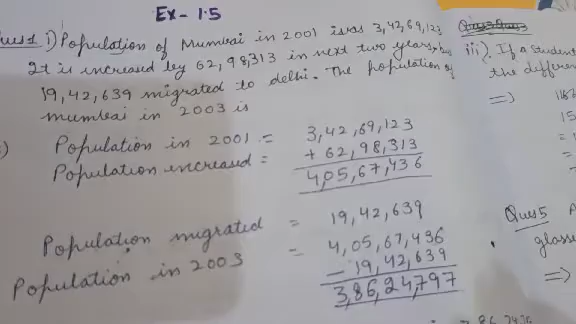 Ex- 1.5
Ques1 i) Population of Mumbai in 2001 was 3,42,69,123
It is increased by 62,98,313 in next two years,
19,42,639 migrated to delhi. The population of
mumbai in 2003 is
Population in 2001 = 3,42,69,123
Population increased = + 62,98,313
4,05,67,436
Population migrated = 19,42,639
Population in 2003 = 4,05,67,436
- 19,42,639
3,86,24,797
iii). If a student
the differen
=>
Ques5
glasse
=>